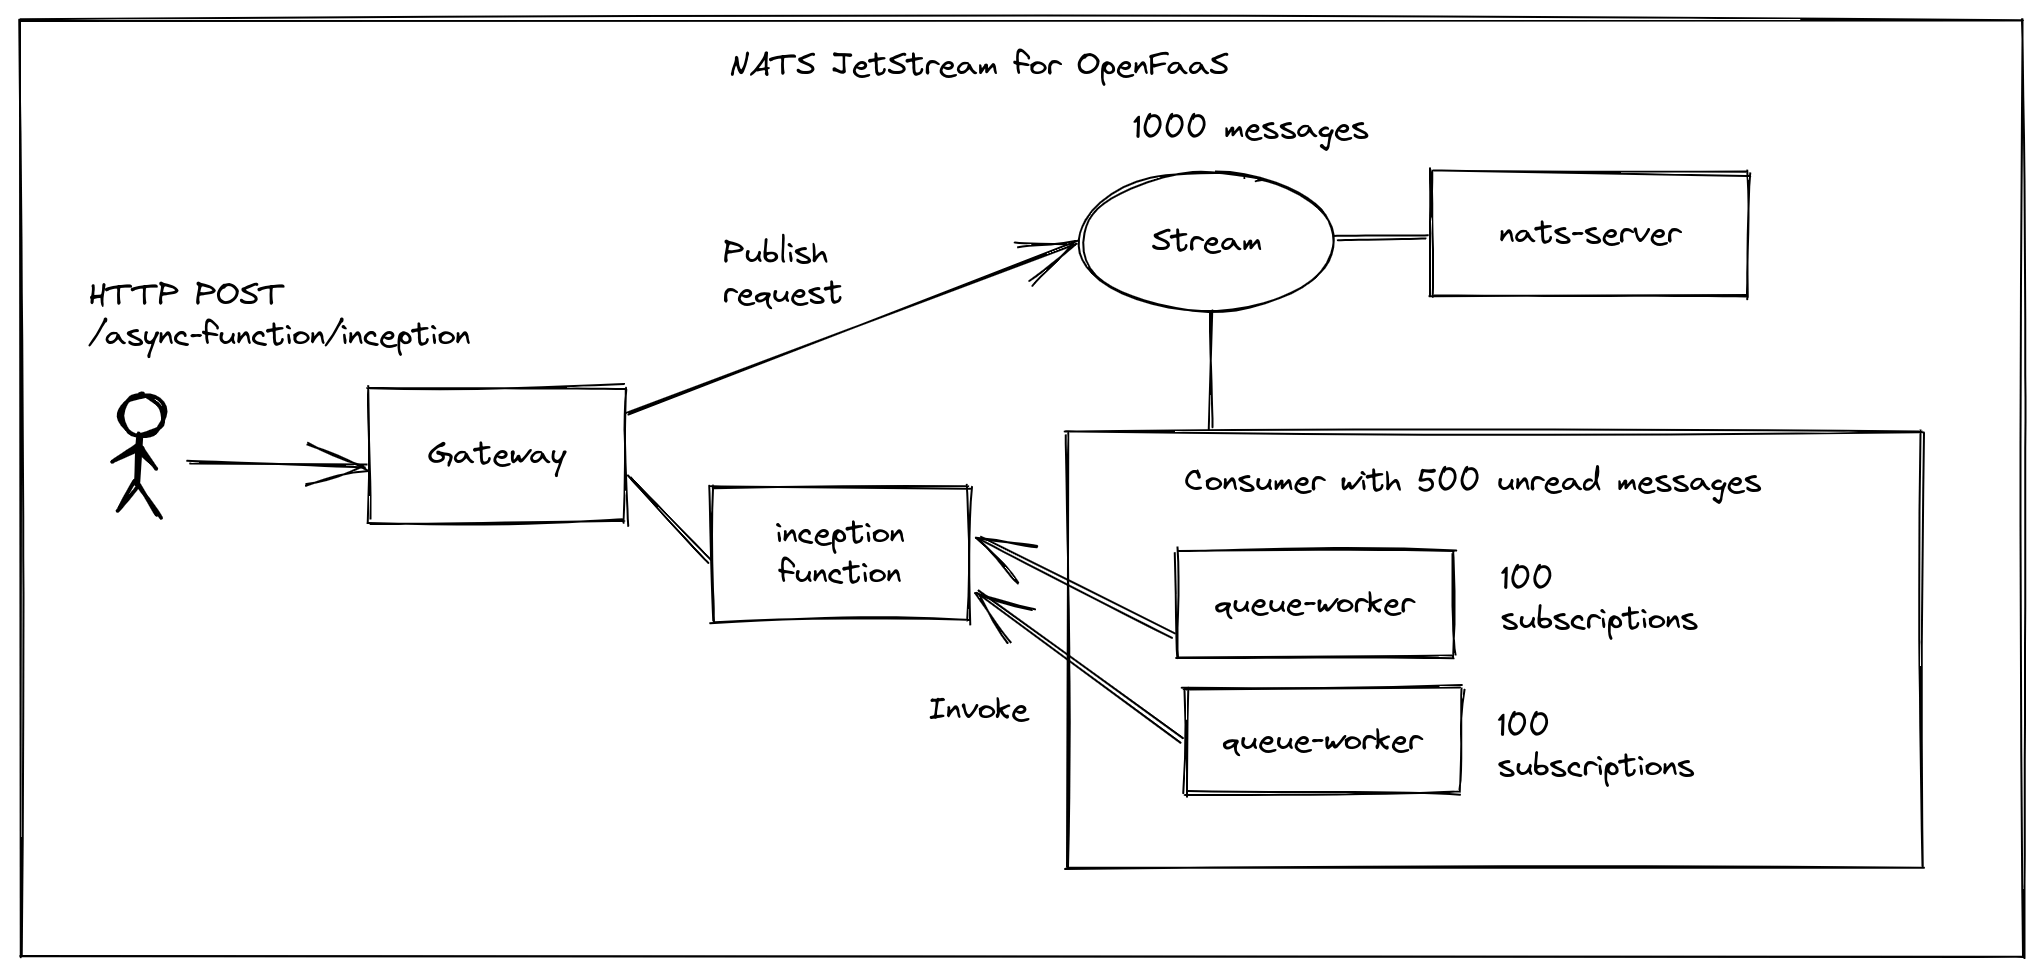 NATS JetStream for OpenFaaS
1000 messages
Stream
nats-server
Publish
request
HTTP POST
/async-function/inception
Gateway
inception
function
Consumer with 500 unread messages
queue-worker
100
subscriptions
Invoke
queue-worker
100
subscriptions